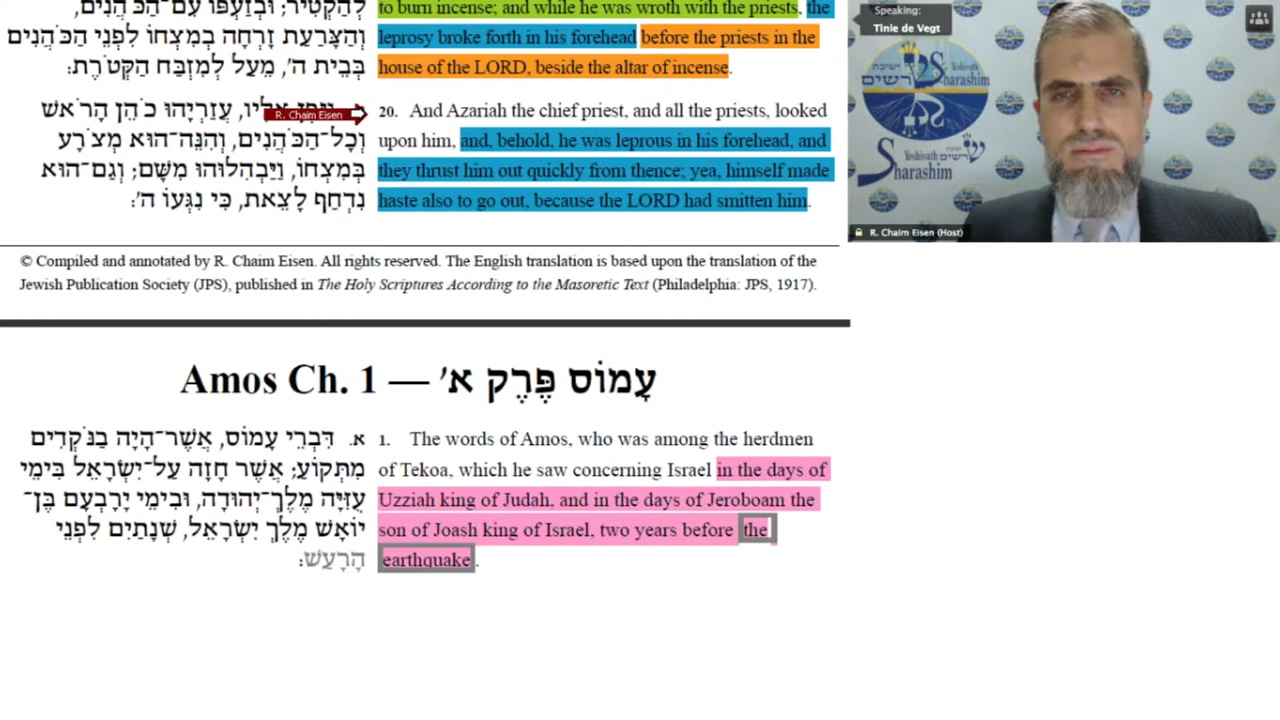 לְהַקְטִיר; וּבְזַעְפּוֹ עִם־הַכֹּהֲנִים,
וְהַצָּרַעַת זָרְחָה בְמִצְחוֹ לִפְנֵי הַכֹּהֲנִים
בְּבֵית ה׳, מֵעַל לְמִזְבַּח הַקְּטֹרֶת:
to burn incense; and while he was wroth with the priests, the
leprosy broke forth in his forehead before the priests in the
house of the LORD, beside the altar of incense.
עֲזַרְיָהוּ כֹהֵן הָרֹאשׁ
וְכָל־הַכֹּהֲנִים, וְהִנֵּה־הוּא מְצֹרָע
בְּמִצְחוֹ, וַיַּבְהִלוּהוּ מִשָּׁם; וְגַם־הוּא
נִדְחַף לָצֵאת, כִּי נִגְּעוֹ ה׳:
R. Chaim Eisen
20. And Azariah the chief priest, and all the priests, looked
upon him, and, behold, he was leprous in his forehead, and
they thrust him out quickly from thence; yea, himself made
haste also to go out, because the LORD had smitten him.
© Compiled and annotated by R. Chaim Eisen. All rights reserved. The English translation is based upon the translation of the
Jewish Publication Society (JPS), published in The Holy Scriptures According to the Masoretic Text (Philadelphia: JPS, 1917).
Amos Ch. 1 — עָמוֹס פֶּרֶק א׳
א. דִּבְרֵי עָמוֹס, אֲשֶׁר־הָיָה בַנֹּקְדִים
מִתְּקוֹעַ; אֲשֶׁר חָזָה עַל־יִשְׂרָאֵל בִּימֵי
עֻזִּיָּה מֶלֶךְ־יְהוּדָה, וּבִימֵי יָרָבְעָם בֶּן־
יוֹאָשׁ מֶלֶךְ יִשְׂרָאֵל, שְׁנָתַיִם לִפְנֵי
הָרָעַשׁ:
1. The words of Amos, who was among the herdmen
of Tekoa, which he saw concerning Israel in the days of
Uzziah king of Judah, and in the days of Jeroboam the
son of Joash king of Israel, two years before the
earthquake.
Speaking:
Tinie de Vegt
Yeshivath
Sharashim
ישיבת
שרשים
Yeshivath
Sharashim
ישיבת
שרשים
R. Chaim Eisen (Host)